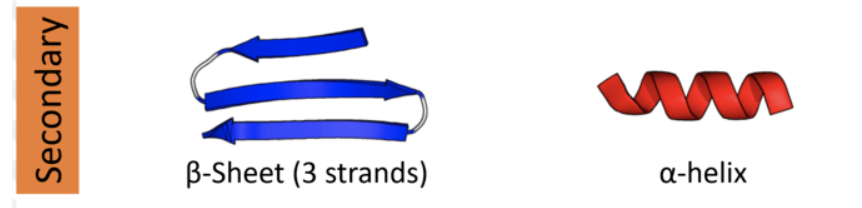 Secondary
β-Sheet (3 strands)
α-helix